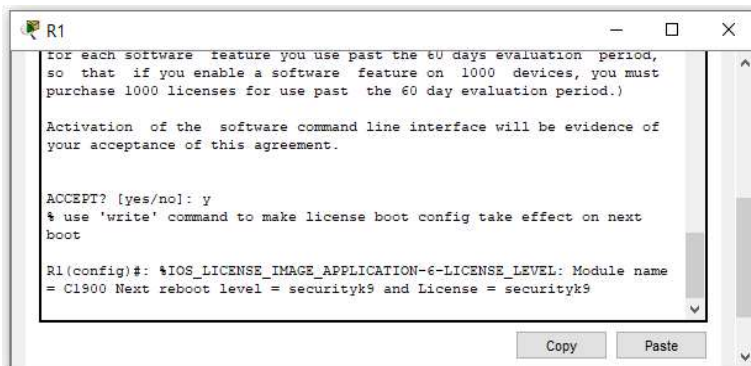 R1
for each software feature you use past the 60 days evaluation period,
so that if you enable a software feature on 1000 devices, you must
purchase 1000 licenses for use past the 60 day evaluation period.)
Activation of the software command line interface will be evidence of
your acceptance of this agreement.
ACCEPT? [yes/no]: y
% use 'write' command to make license boot config take effect on next
boot
R1(config)#: %IOS_LICENSE_IMAGE_APPLICATION-6-LICENSE_LEVEL: Module name
= C1900 Next reboot level = securityk9 and License = securityk9
Copy Paste